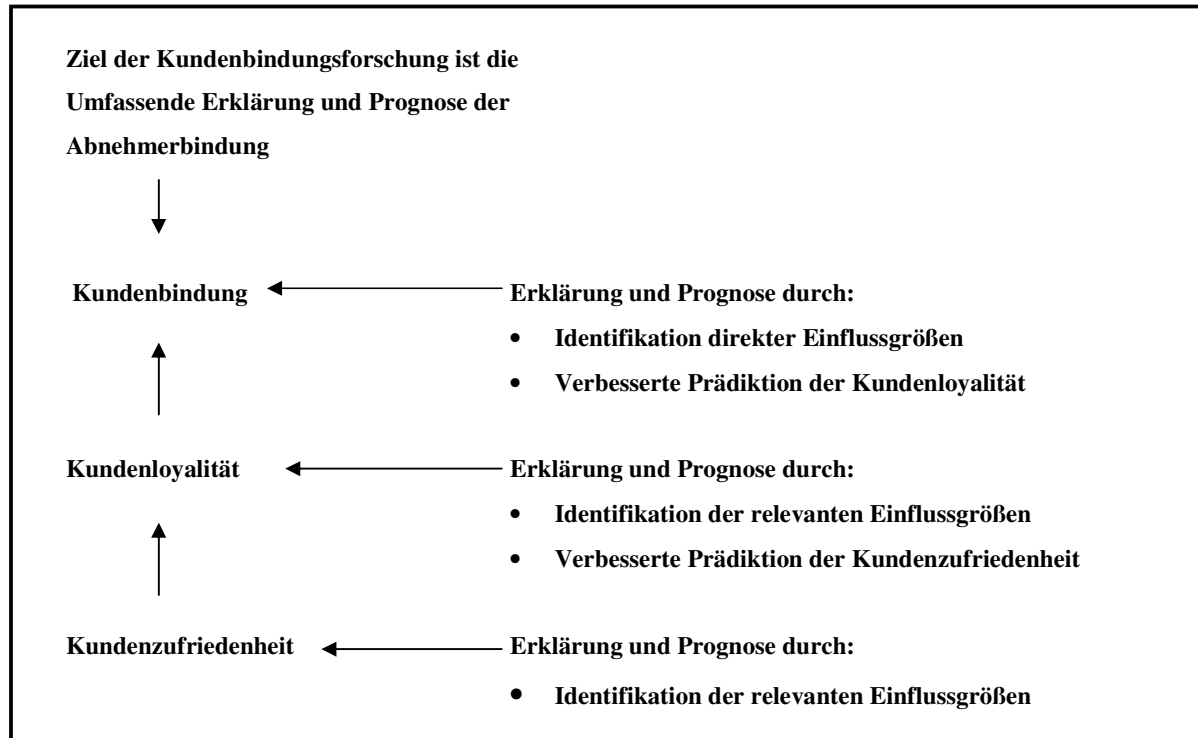 Ziel der Kundenbindungsforschung ist die
Umfassende Erklärung und Prognose der
Abnehmerbindung
Kundenbindung
Erklärung und Prognose durch:
• Identifikation direkter Einflussgrößen
• Verbesserte Prädiktion der Kundenloyalität
Kundenloyalität
Erklärung und Prognose durch:
• Identifikation der relevanten Einflussgrößen
• Verbesserte Prädiktion der Kundenzufriedenheit
Kundenzufriedenheit
Erklärung und Prognose durch:
• Identifikation der relevanten Einflussgrößen